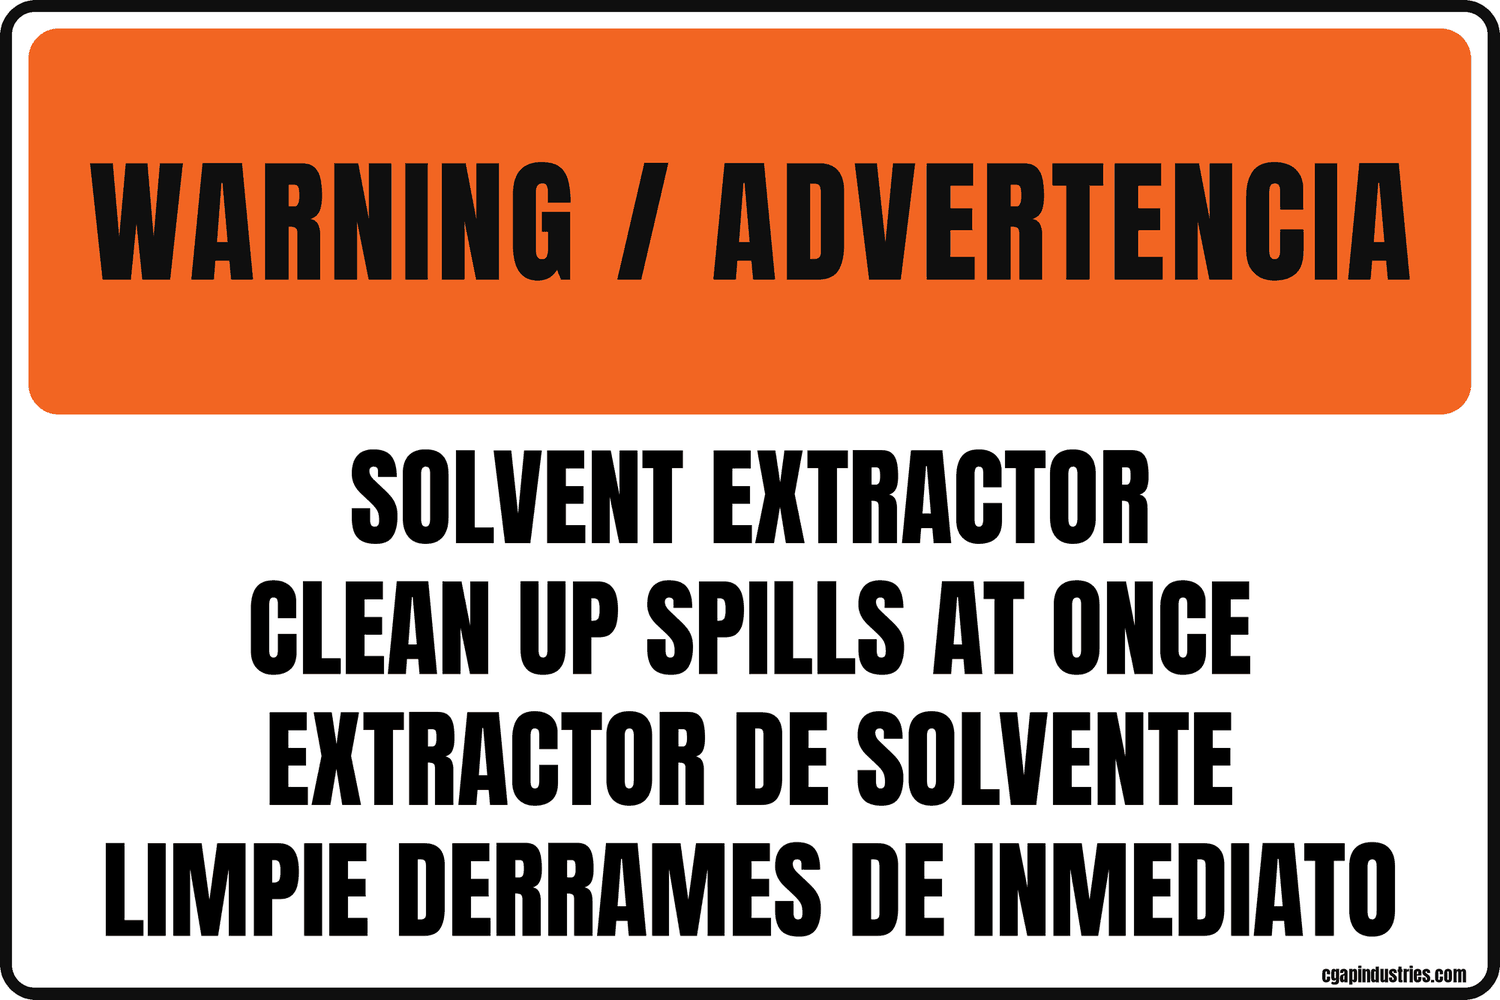 WARNING / ADVERTENCIA
SOLVENT EXTRACTOR
CLEAN UP SPILLS AT ONCE
EXTRACTOR DE SOLVENTE
LIMPIE DERRAMES DE INMEDIATO
cgapindustries.com